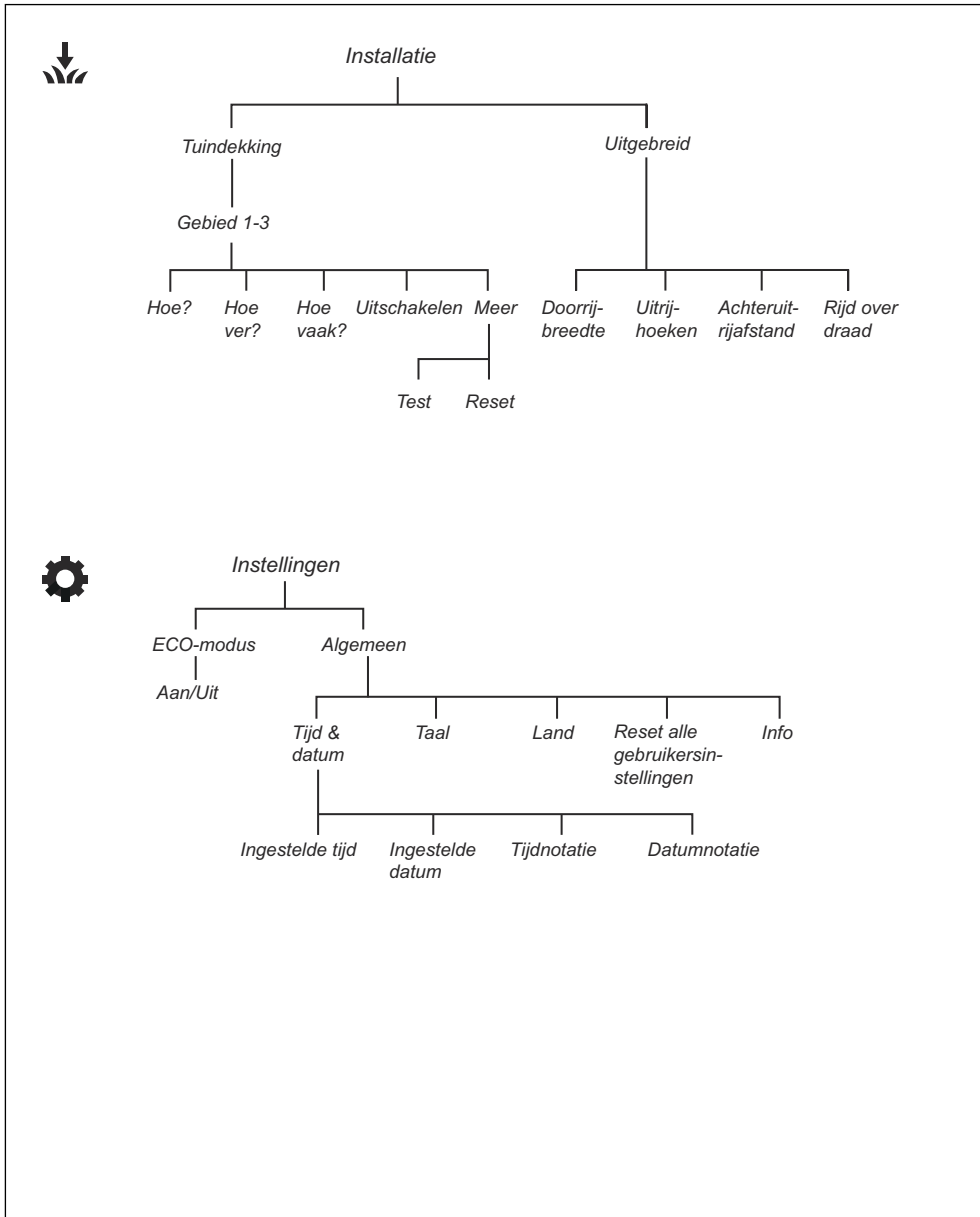 Installatie
Tuindekking
Uitgebreid
Gebied 1-3
Hoe?
Hoe
ver?
Hoe
vaak?
Uitschakelen
Meer
Doorrij-
breedte
Uitrij-
hoeken
Achteruit-
rijafstand
Rijd over
draad
Test
Reset
Instellingen
ECO-modus
Algemeen
Aan/Uit
Tijd &
datum
Taal
Land
Reset alle
gebruikersin-
stellingen
Info
Ingestelde tijd
Ingestelde
datum
Tijdnotatie
Datumnotatie